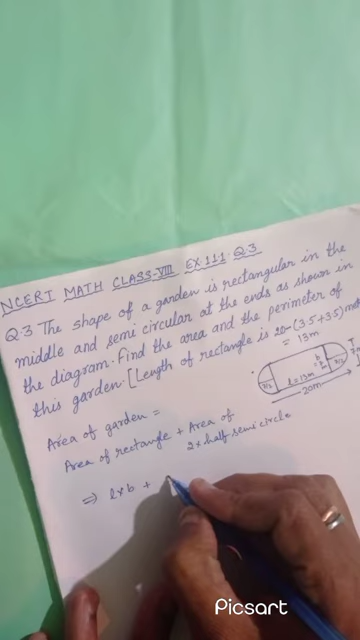 NCERT MATH CLASS-VIII EX.11.1. Q.3
Q.3 The shape of a garden is rectangular in the
middle and semi circular at the ends as shown in
the diagram. Find the area and the perimeter of
this garden. [Length of rectangle is 20-(3.5+3.5)
= 13m
l=13m
20m
Area of garden =
Area of rectangle + Area of
2x half semi circle
⇒ l x b +
Picsart